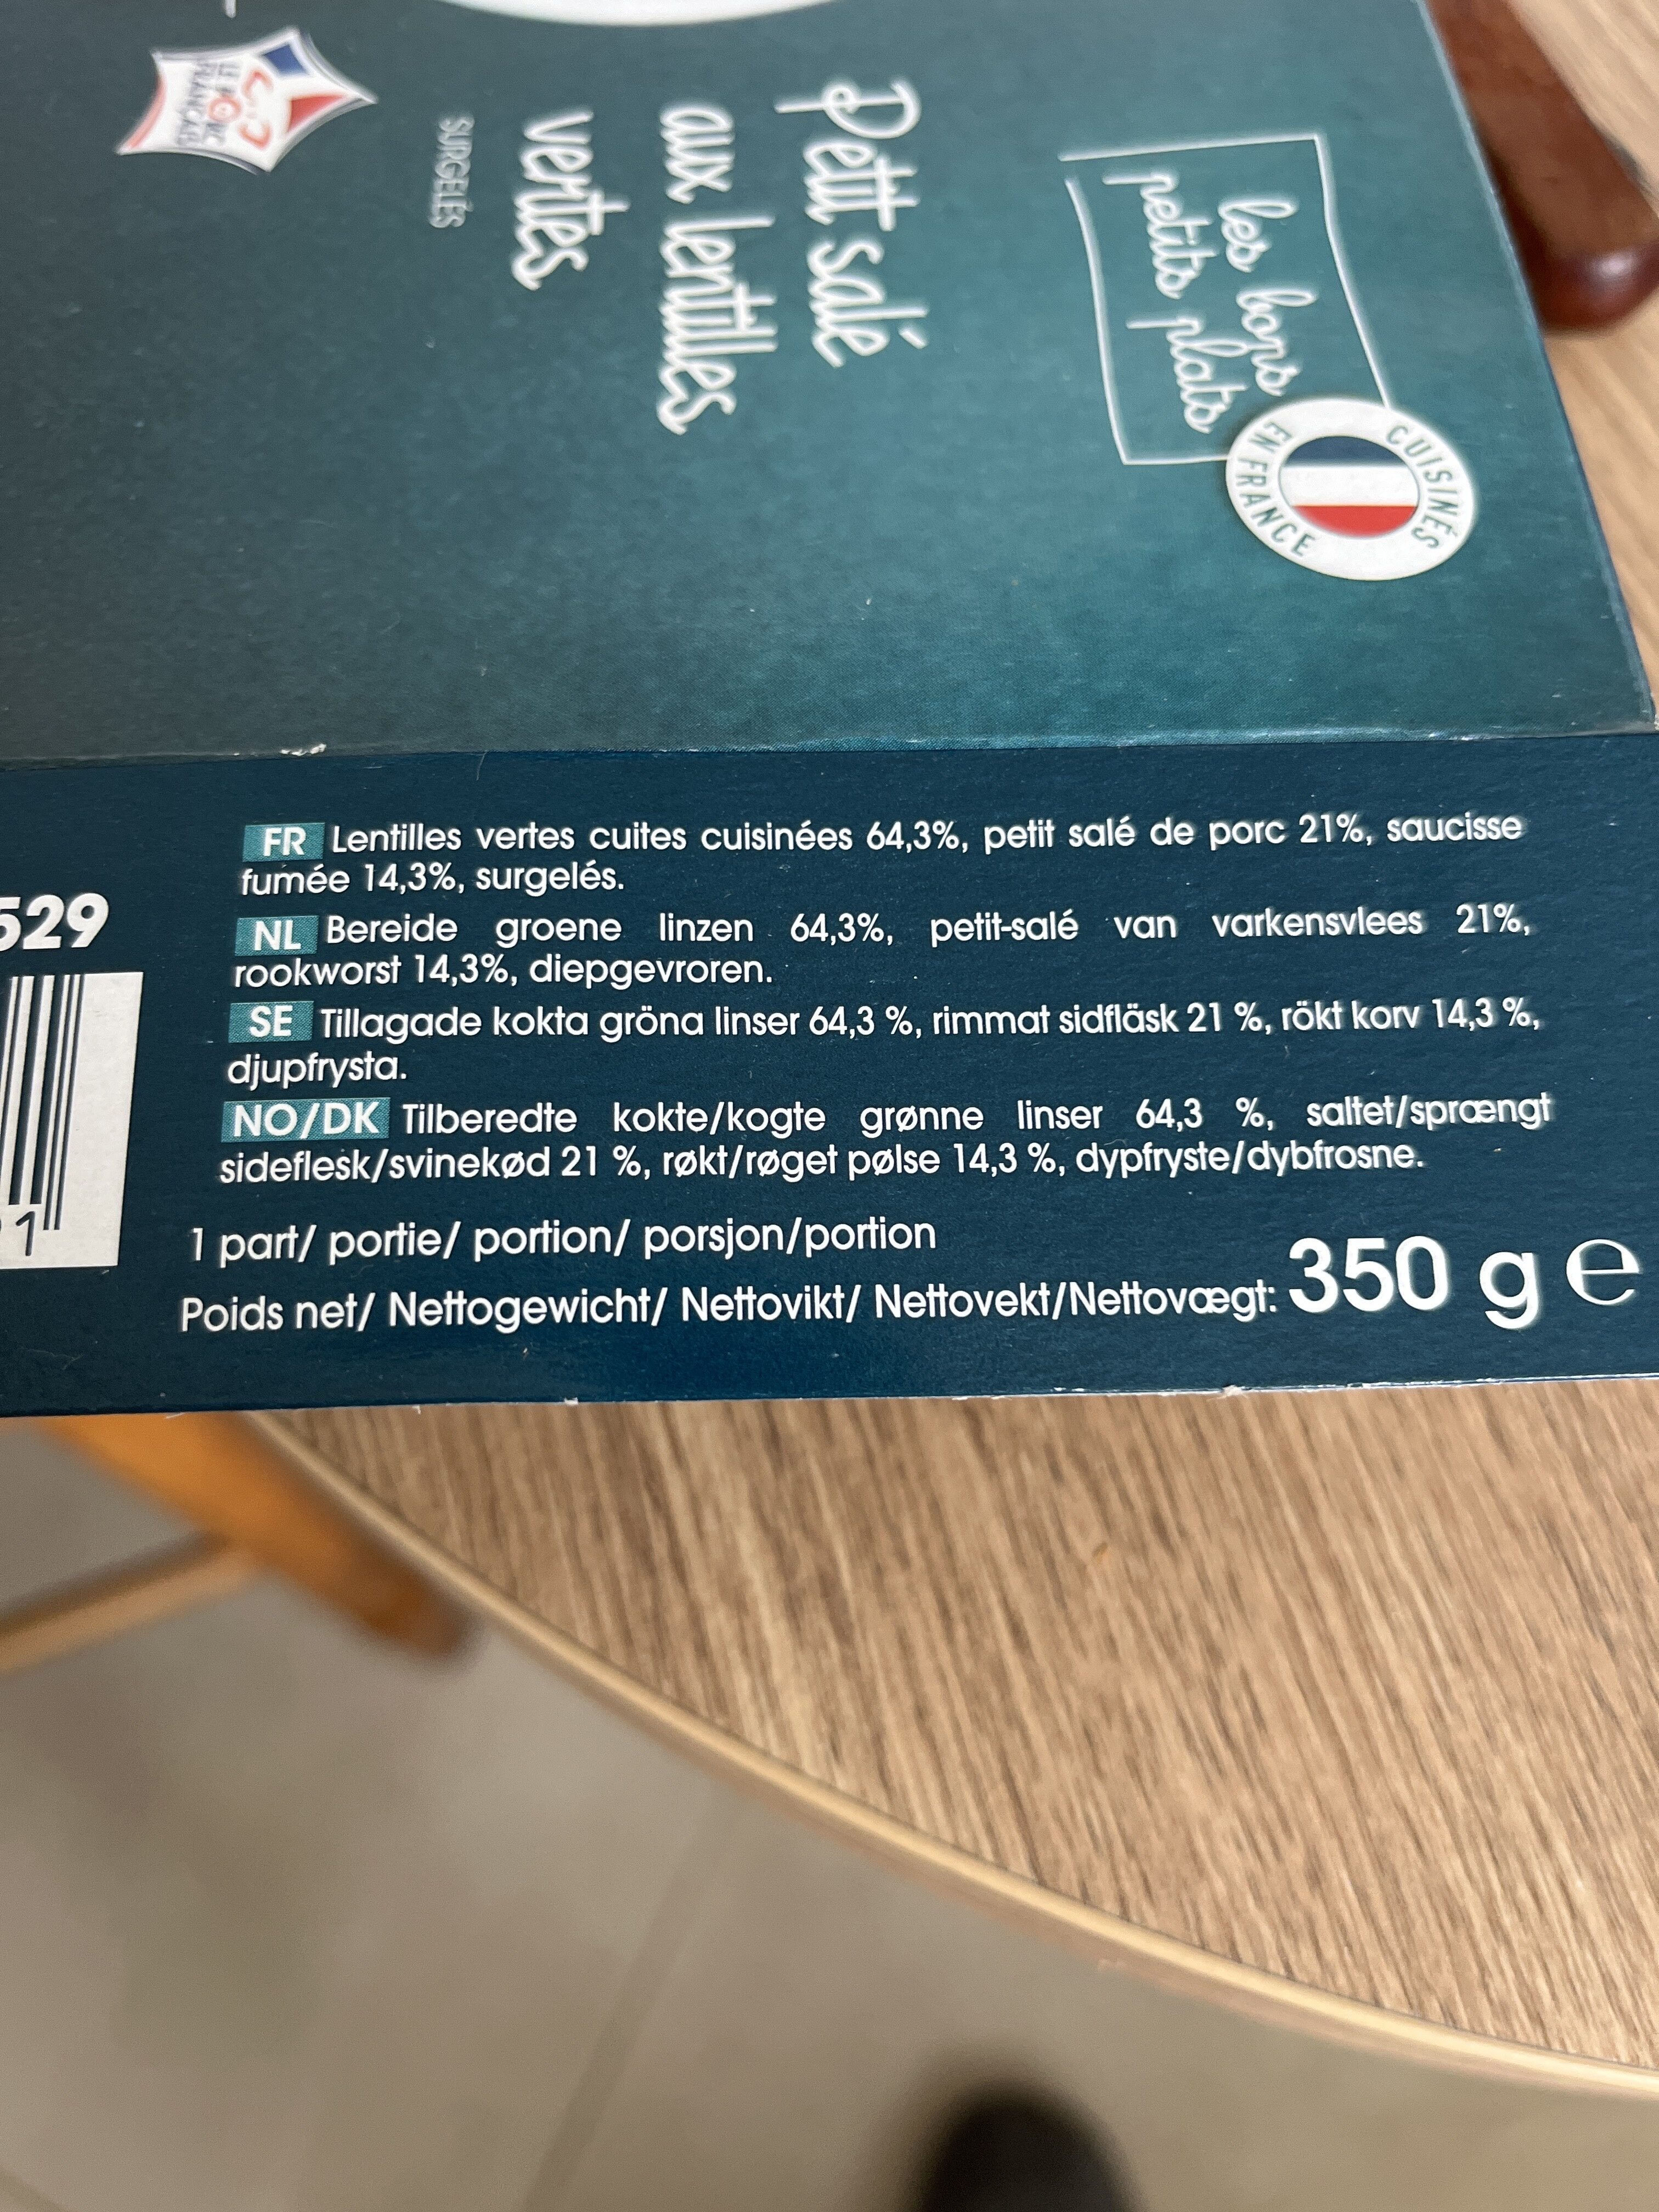 les bons
petits plats
CUISINÉS
EN FRANCE
Petit salé
aux lentilles
vertes
SURGELÉS
LE PORC
FRANÇAIS
529
1
FR Lentilles vertes cuites cuisinées 64,3%, petit salé de porc 21%, saucisse
fumée 14,3%, surgelés.
NL Bereide groene linzen 64,3%, petit-salé van varkensvlees 21%,
rookworst 14,3%, diepgevroren.
SE Tillagade kokta gröna linser 64,3 %, rimmat sidfläsk 21 %, rökt korv 14,3 %,
djupfrysta.
NO/DK Tilberedte kokte/kogte grønne linser 64,3 %, saltet/sprængt
sideflesk/svinekød 21 %, røkt/røget pølse 14,3 %, dypfryste/dybfrosne.
1 part/ portie/ portion/ porsjon/portion
Poids net/ Nettogewicht/ Nettovikt/ Nettovekt/Nettovægt: 350 g ℮